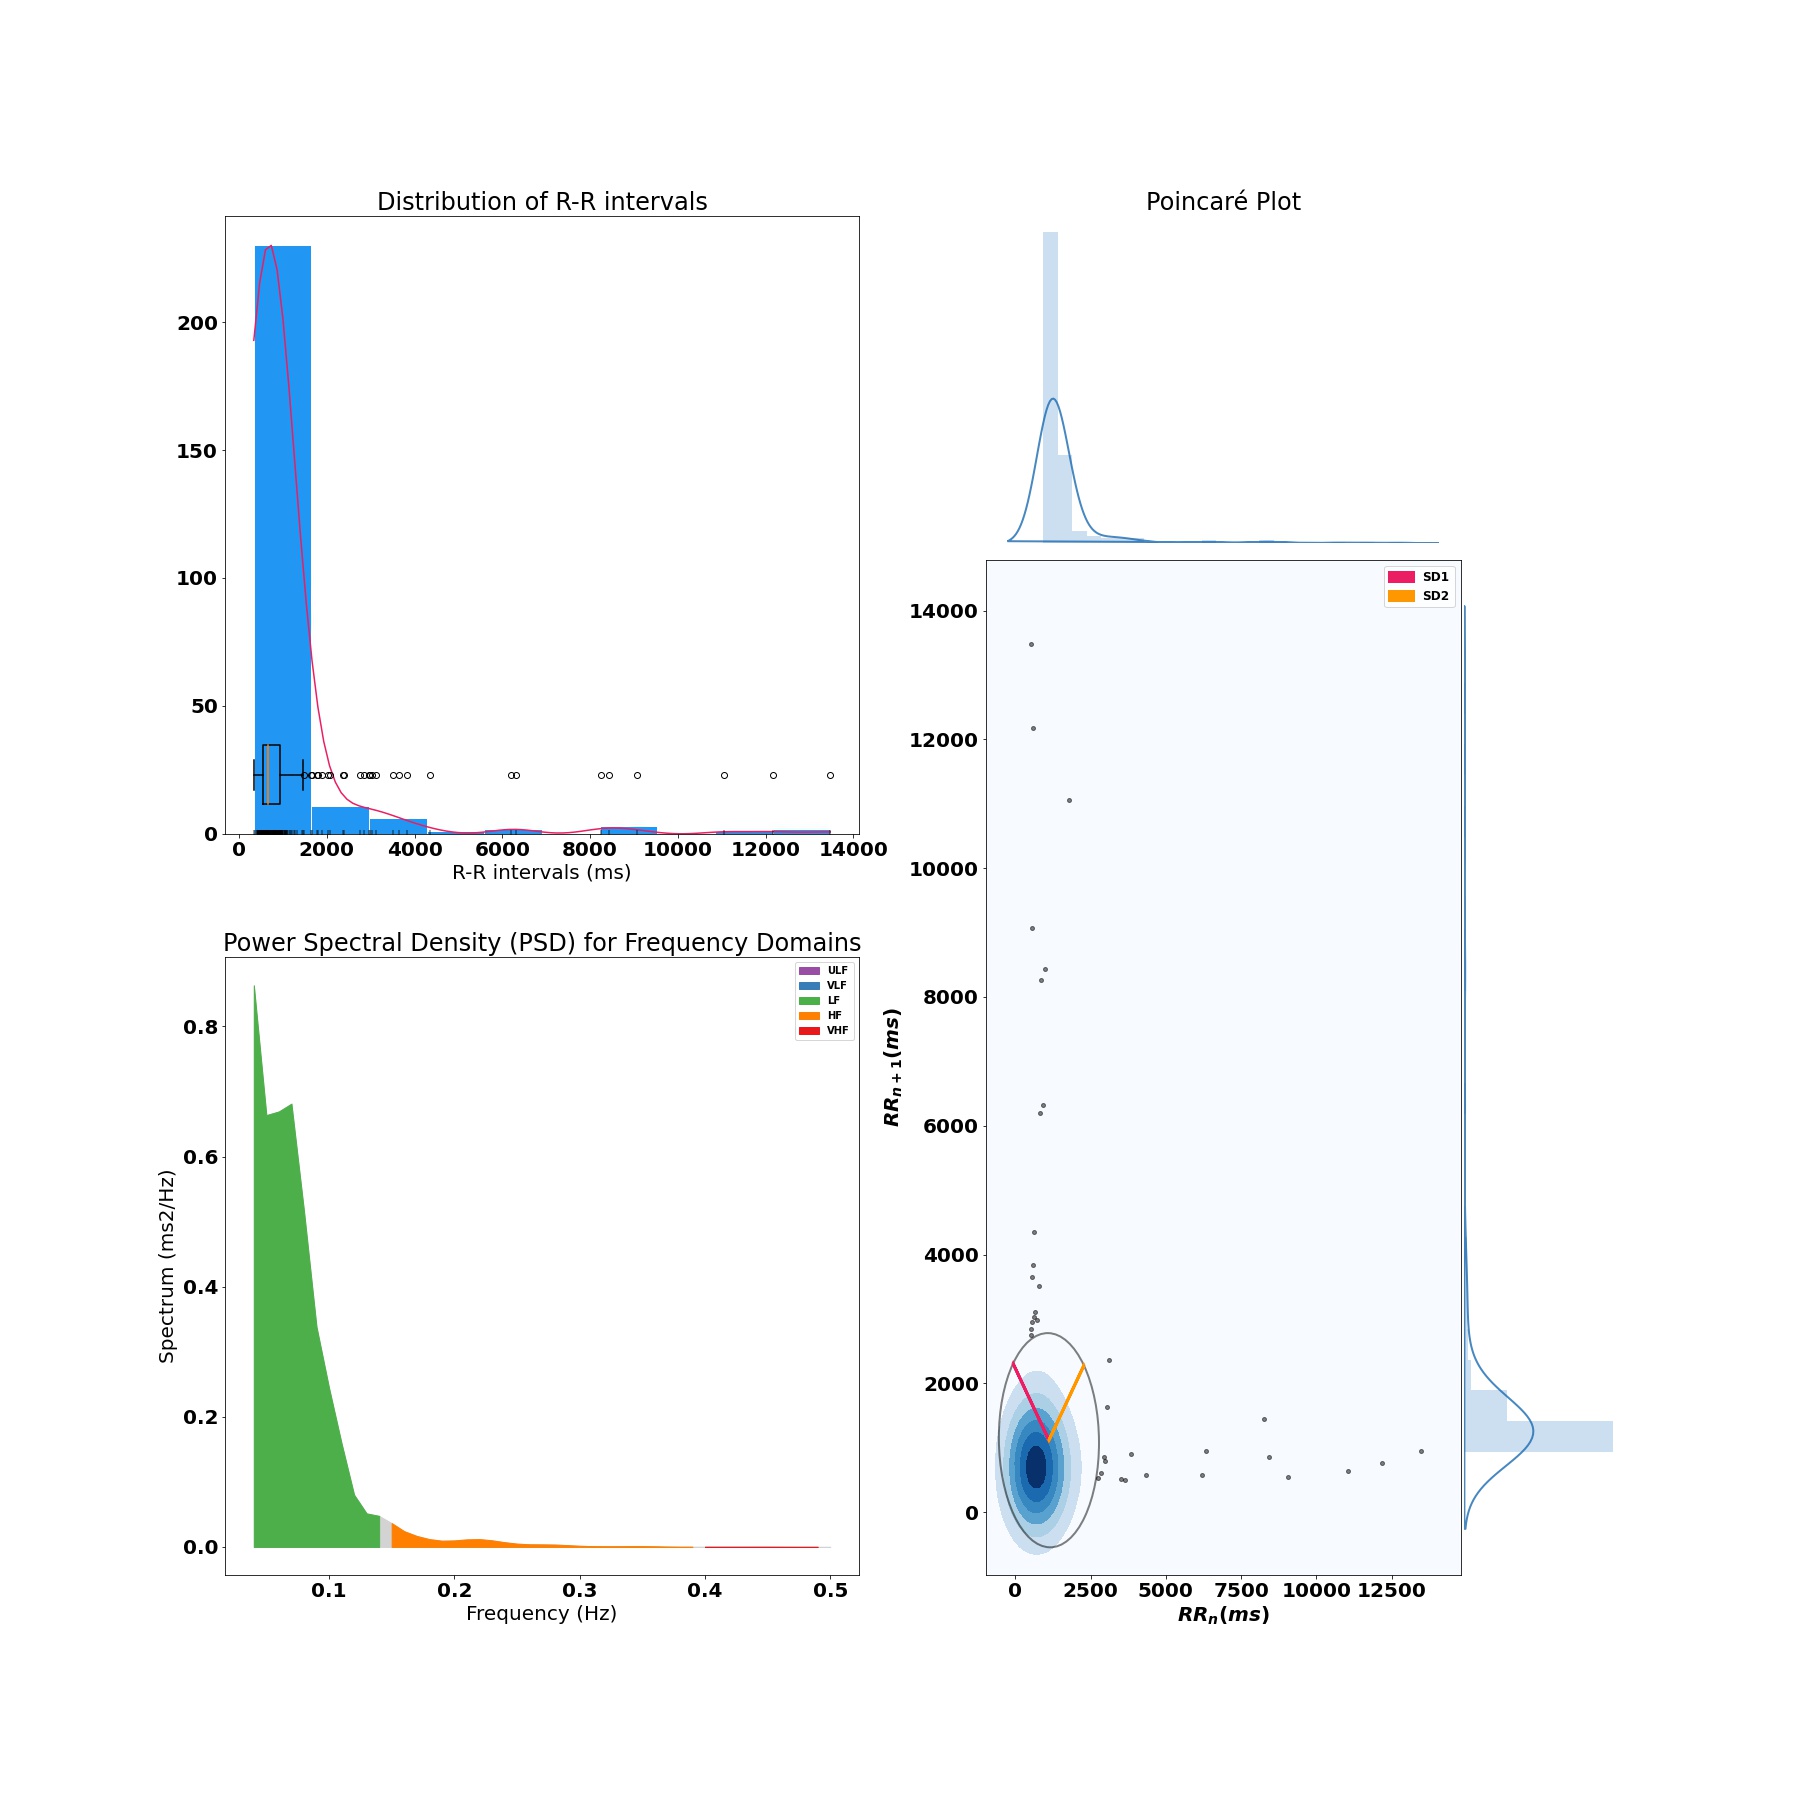 Distribution of R-R intervals
200
150
100
50
0
0 2000 4000 6000 8000 10000 12000 14000
R-R intervals (ms)
Power Spectral Density (PSD) for Frequency Domains
ULF
VLF
LF
HF
VHF
0.8
0.6
0.4
0.2
0.0
Spectrum (ms2/Hz)
0.1 0.2 0.3 0.4 0.5
Frequency (Hz)
Poincaré Plot
SD1
SD2
14000
12000
10000
8000
6000
4000
2000
0
RRn+1(ms)
0 2500 5000 7500 10000 12500
RRn(ms)